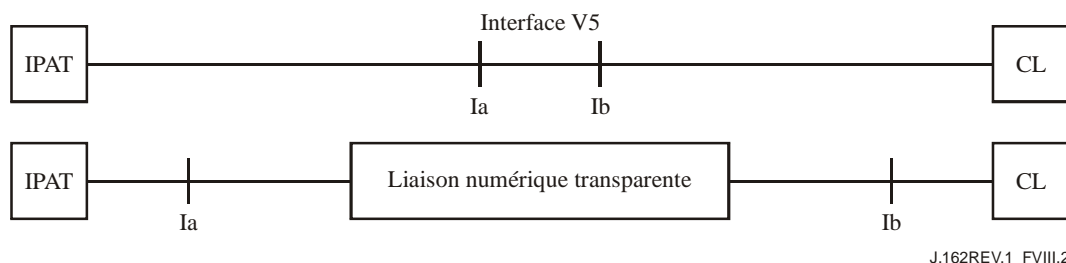 Interface V5
IPAT
CL
Ia
Ib
IPAT
Liaison numérique transparente
CL
Ia
Ib
J.162REV.1_FVIII.2